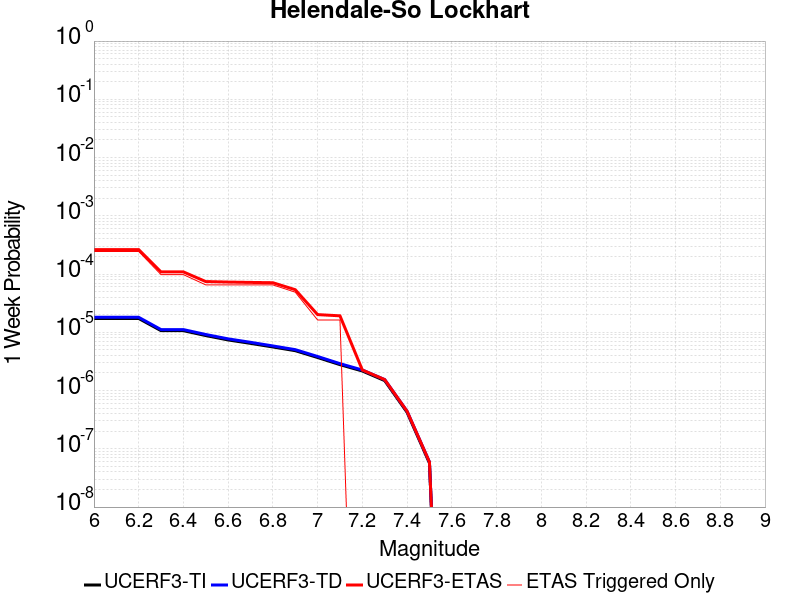 Helendale-So Lockhart
1 Week Probability
10^0
10^-1
10^-2
10^-3
10^-4
10^-5
10^-6
10^-7
10^-8
6 6.2 6.4 6.6 6.8 7 7.2 7.4 7.6 7.8 8 8.2 8.4 8.6 8.8 9
Magnitude
UCERF3-TI UCERF3-TD UCERF3-ETAS ETAS Triggered Only